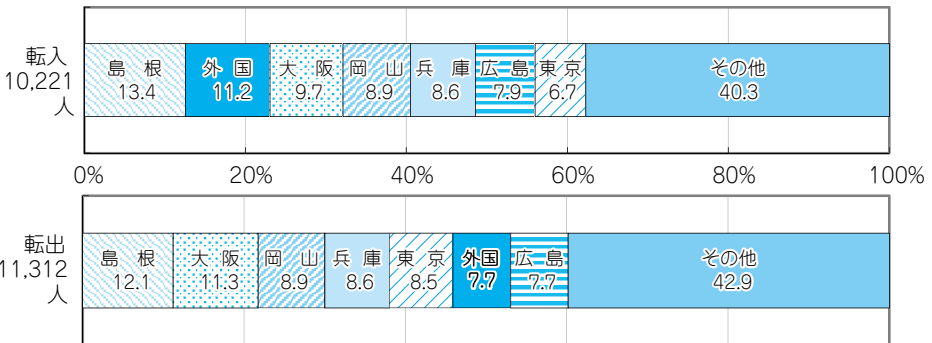 転入
10,221
人
島根 外国 大阪 岡山 兵庫 広島 東京 その他
13.4 11.2 9.7 8.9 8.6 7.9 6.7 40.3
0% 20% 40% 60% 80% 100%
転出
11,312
人
島根 大阪 岡山 兵庫 東京 外国 広島 その他
12.1 11.3 8.9 8.6 8.5 7.7 7.7 42.9